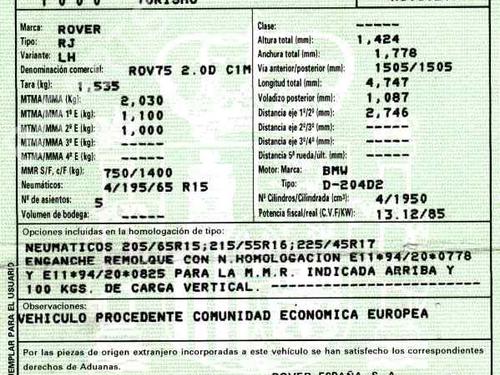 1 0 0 0 TURISMO
Marca: ROVER
Tipo: RJ
Variante: LH
Denominación comercial: ROV75 2.0D C1M
Tara (kg): 1,535
MTMA/MMA (Kg): 2,030
MTMA/MMA 1º E (kg): 1,100
MTMA/MMA 2º E (kg): 1,000
MTMA/MMA 3º E (kg): -----
MTMA/MMA 4º E (kg): -----
MMR S/F, c/F (kg): 750/1400
Neumáticos: 4/195/65 R15
Nº de asientos: 5
Volumen de bodega: -----
Clase: -----
Altura total (mm): 1,424
Anchura total (mm): 1,778
Vía anterior/posterior (mm): 1505/1505
Longitud total (mm): 4,747
Voladizo posterior (mm): 1,087
Distancia eje 1º/2º (mm): 2,746
Distancia eje 2º/3º (mm): -----
Distancia eje 3º/4º (mm): -----
Distancia 5ª rueda/últ. (mm): -----
Motor: Marca: BMW
Tipo: D-204D2
Nº Cilindros/Cilindrada (cm³): 4/1950
Potencia fiscal/real (C.V.F/KW): 13.12/85
Opciones incluidas en la homologación de tipo:
NEUMATICOS 205/65R15;215/55R16;225/45R17
ENGANCHE REMOLQUE CON N.HOMOLOGACION E11*94/20*0778
Y E11*94/20*0825 PARA LA M.M.R. INDICADA ARRIBA Y
100 KGS. DE CARGA VERTICAL. --------------------
Observaciones:
VEHICULO PROCEDENTE COMUNIDAD ECONOMICA EUROPEA
Por las piezas de origen extranjero incorporadas a este vehículo se han satisfecho los correspondientes
derechos de Aduanas.
ROVER ESPAÑA S.A.
EMPLAR PARA EL USUARIO